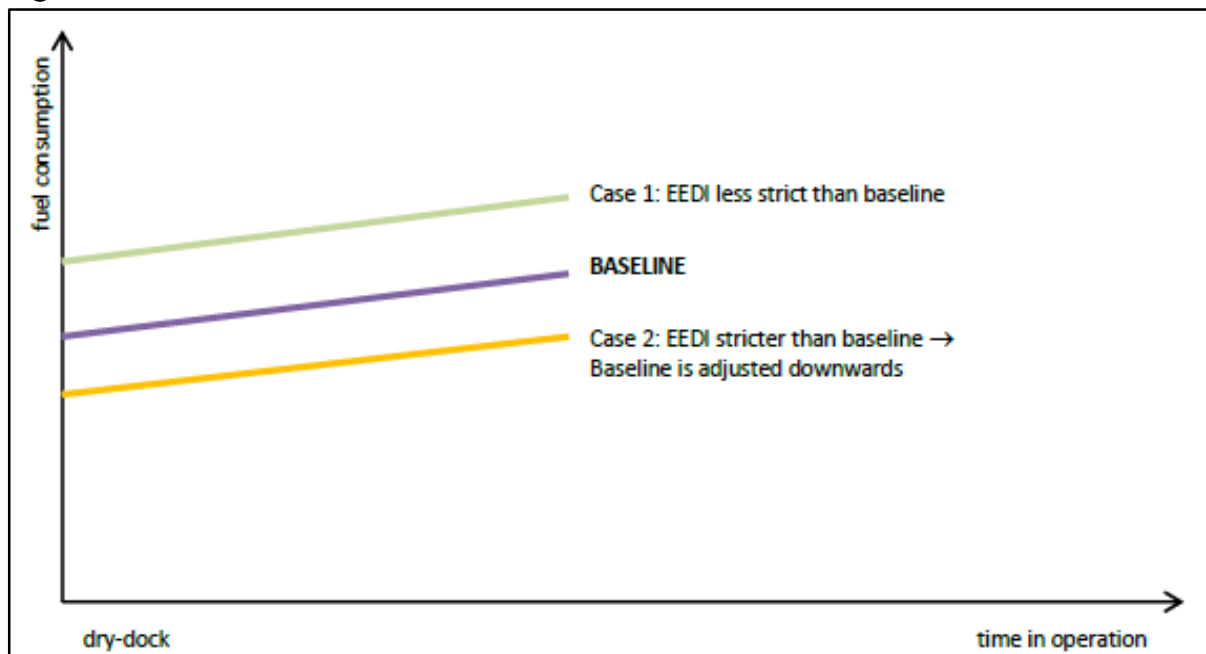 fuel consumption
Case 1: EEDI less strict than baseline
BASELINE
Case 2: EEDI stricter than baseline →
Baseline is adjusted downwards
dry-dock
time in operation